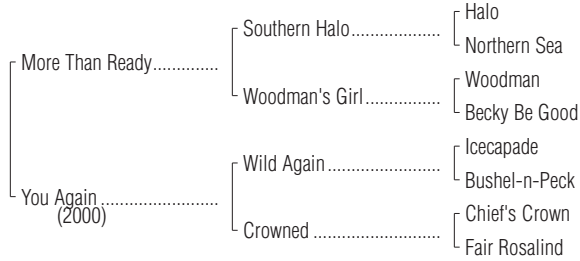 Halo
Southern Halo
Northern Sea
More Than Ready
Woodman
Woodman's Girl
Becky Be Good
Icecapade
Wild Again
Bushel-n-Peck
You Again
(2000)
Chief's Crown
Crowned
Fair Rosalind